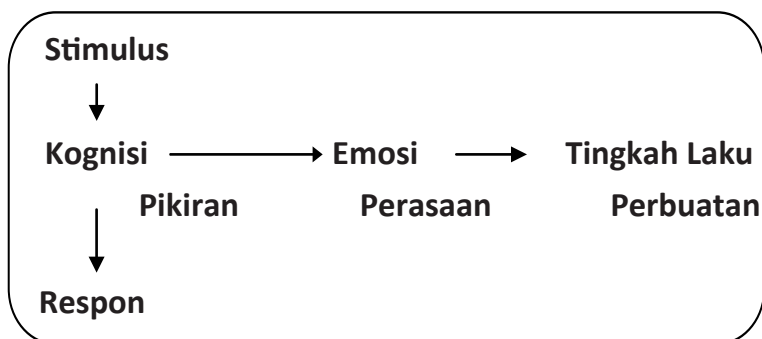 Stimulus
Kognisi Emosi Tingkah Laku
Pikiran Perasaan Perbuatan
Respon